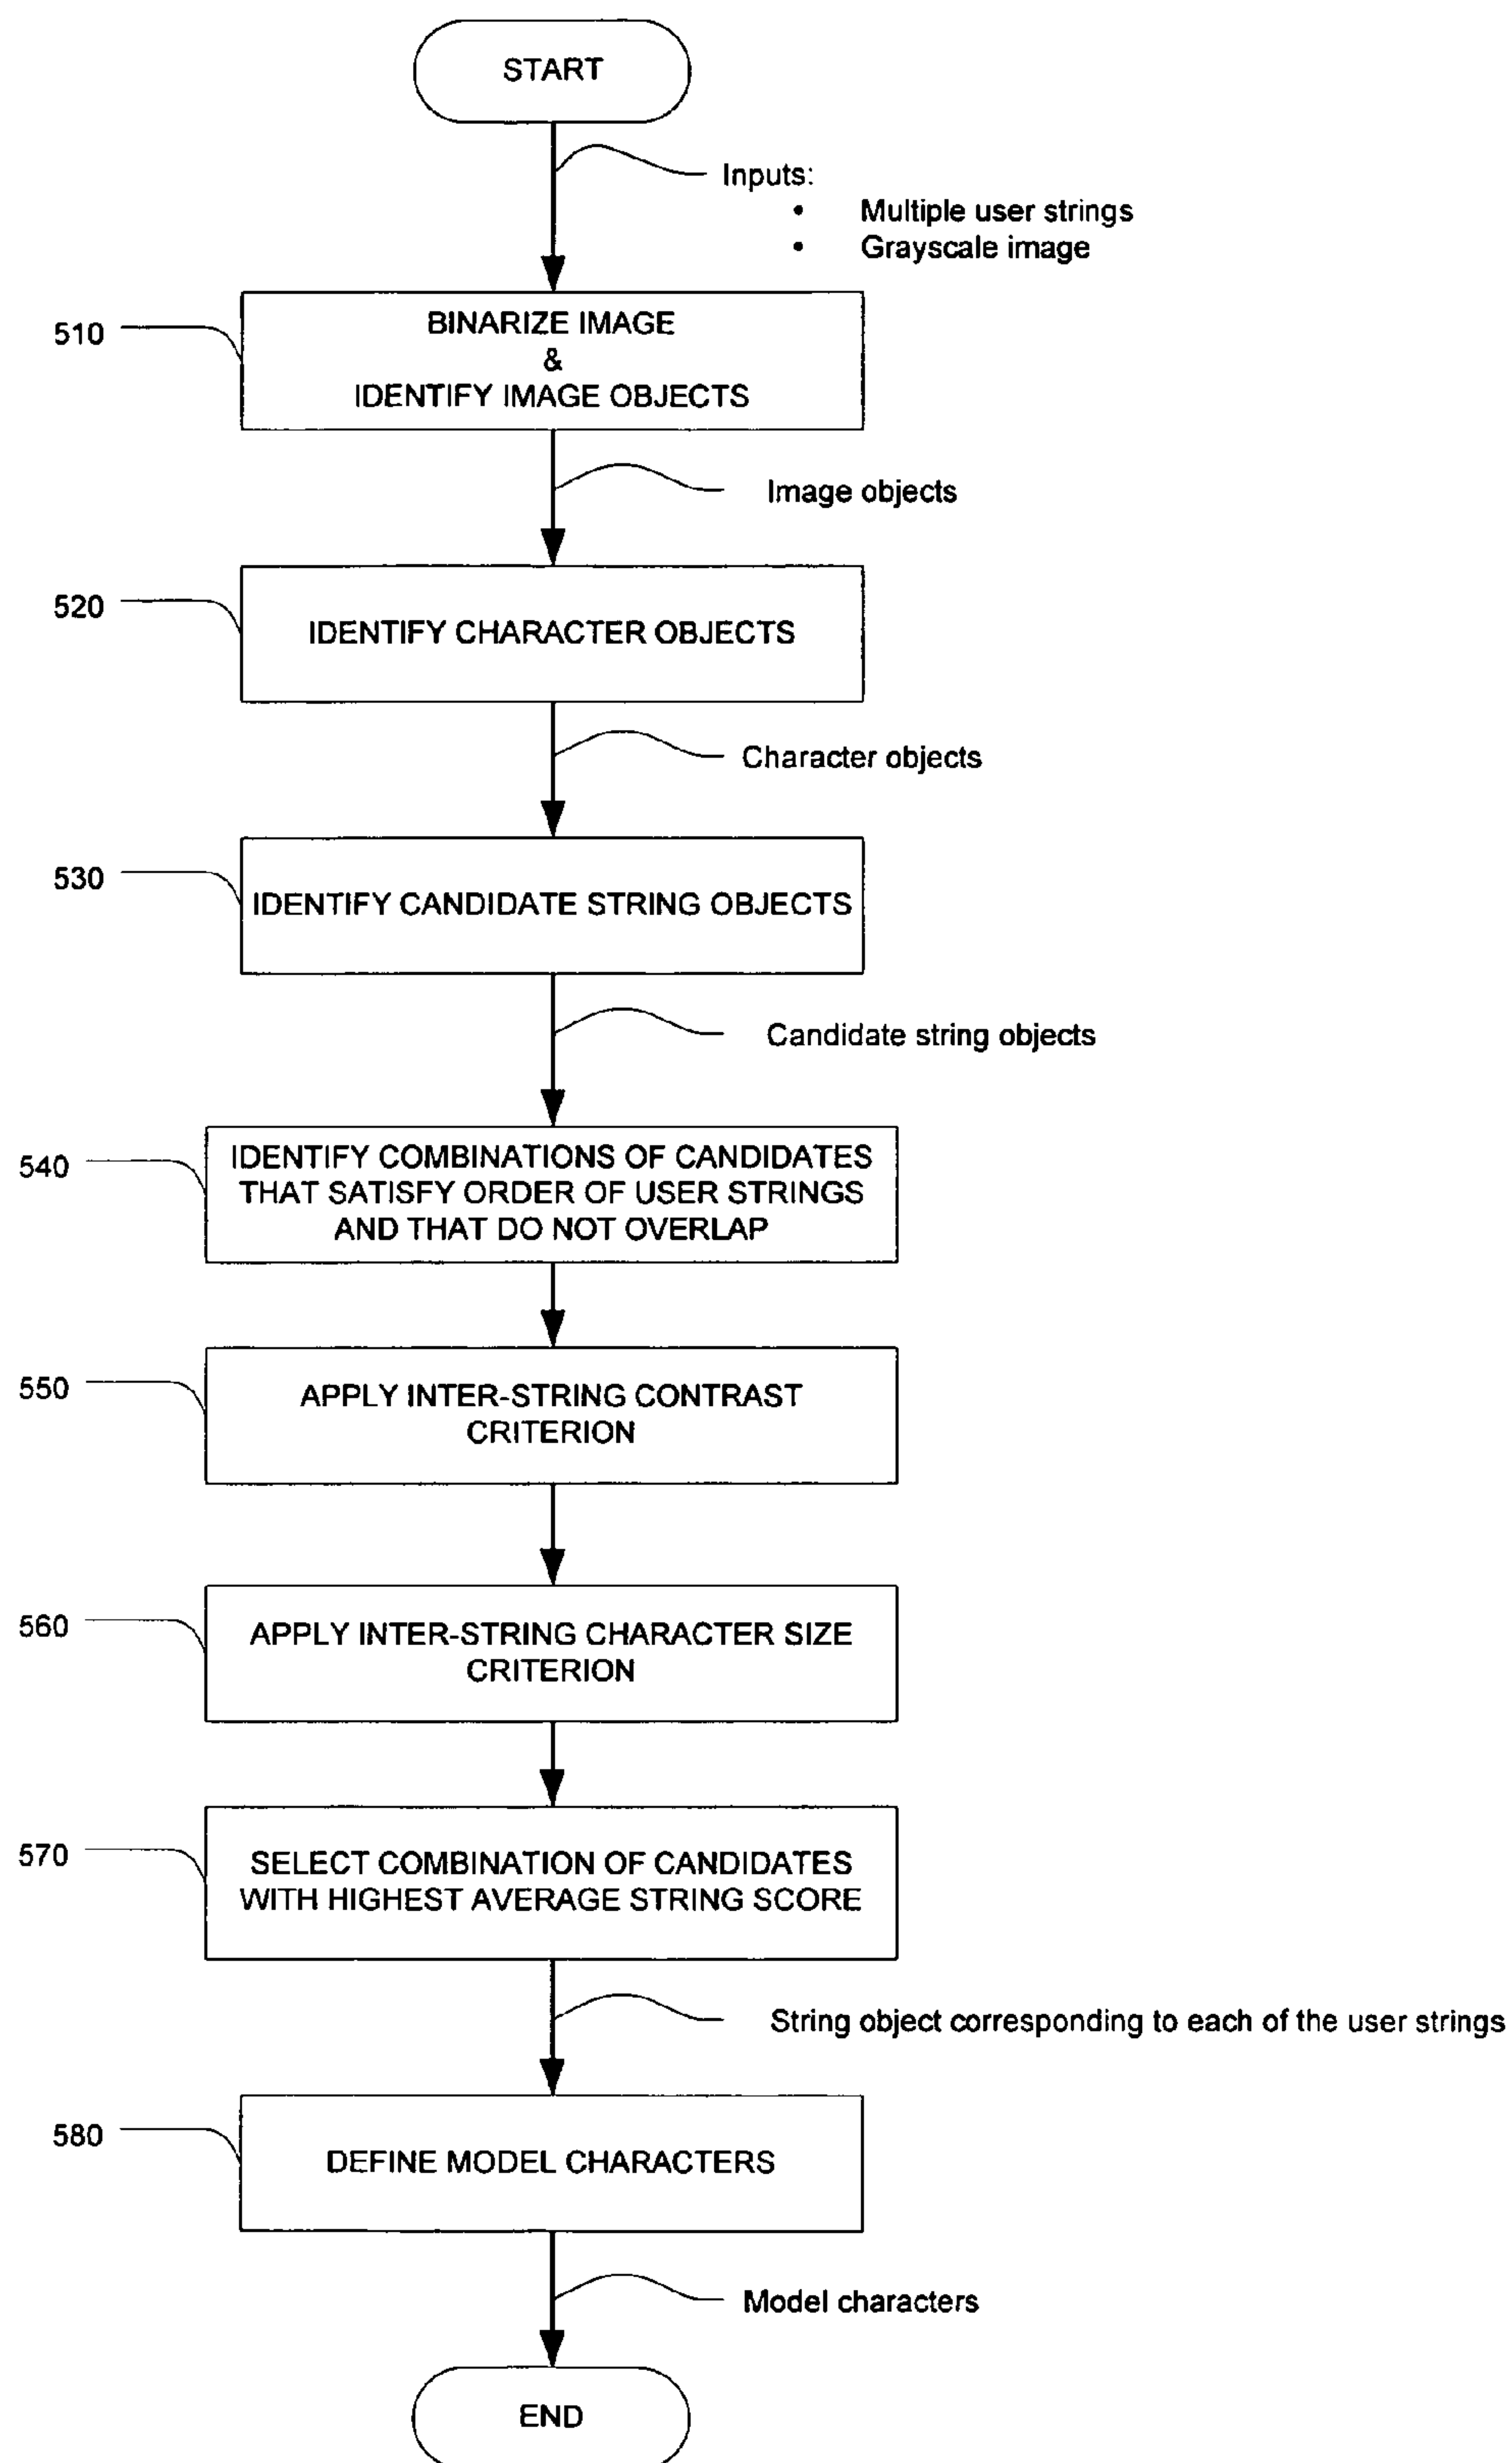 START
Inputs:
• Multiple user strings
• Grayscale image
510
BINARIZE IMAGE
&
IDENTIFY IMAGE OBJECTS
Image objects
520
IDENTIFY CHARACTER OBJECTS
Character objects
530
IDENTIFY CANDIDATE STRING OBJECTS
Candidate string objects
540
IDENTIFY COMBINATIONS OF CANDIDATES
THAT SATISFY ORDER OF USER STRINGS
AND THAT DO NOT OVERLAP
550
APPLY INTER-STRING CONTRAST
CRITERION
560
APPLY INTER-STRING CHARACTER SIZE
CRITERION
570
SELECT COMBINATION OF CANDIDATES
WITH HIGHEST AVERAGE STRING SCORE
String object corresponding to each of the user strings
580
DEFINE MODEL CHARACTERS
Model characters
END